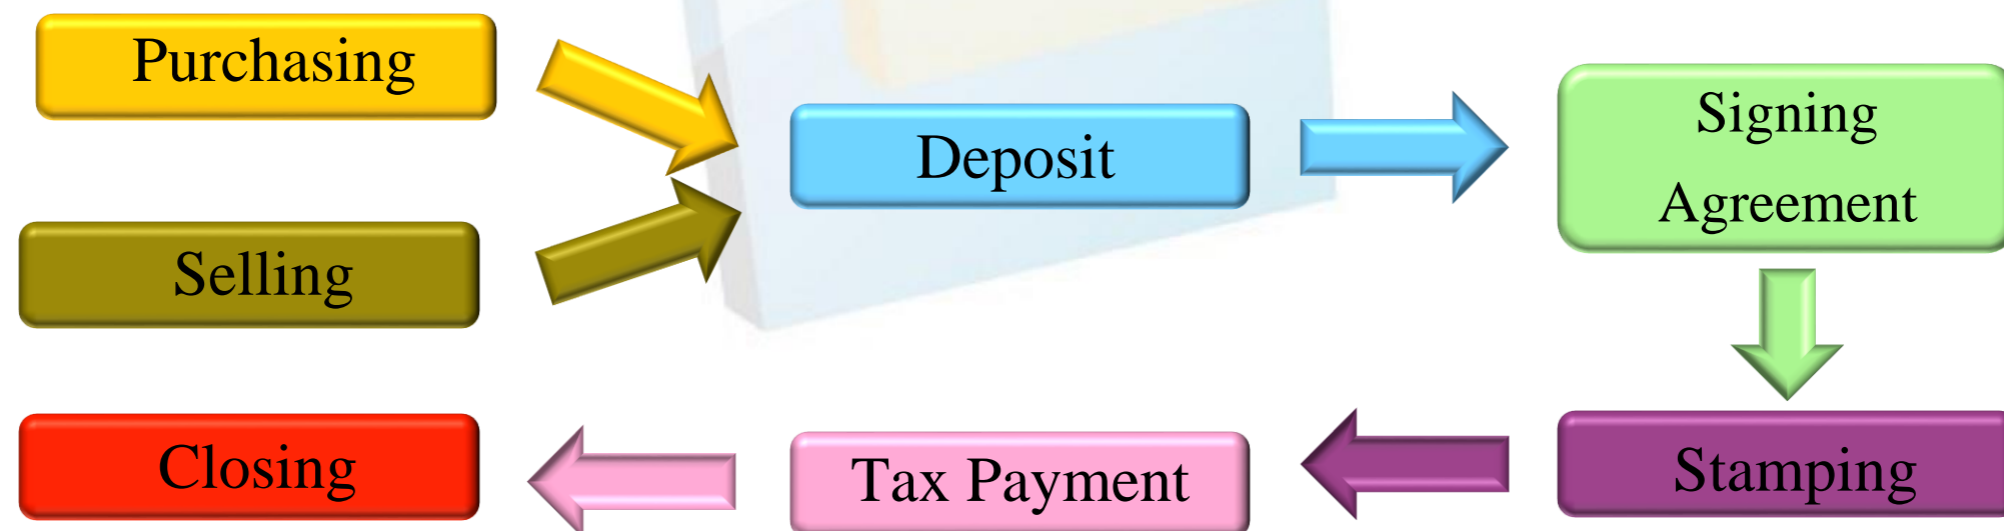 Purchasing
Selling
Deposit
Signing
Agreement
Stamping
Tax Payment
Closing